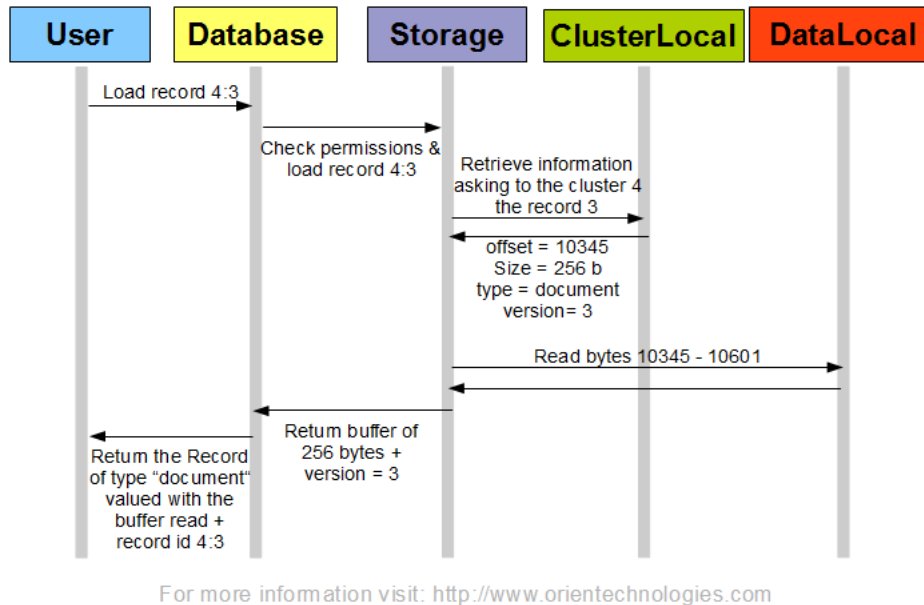 User
Database
Storage
ClusterLocal
DataLocal
Load record 4:3
Check permissions &
load record 4:3
Retrieve information
asking to the cluster 4
the record 3
offset = 10345
Size = 256 b
type = document
version= 3
Read bytes 10345 - 10601
Return buffer of
256 bytes +
version = 3
Return the Record
of type “document“
valued with the
buffer read +
record id 4:3
For more information visit: http://www.orientechnologies.com